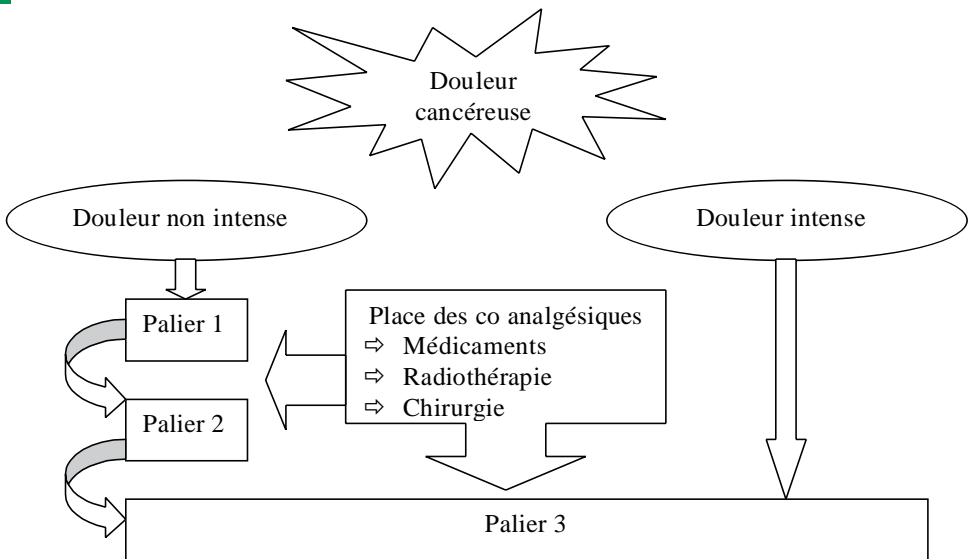 Douleur
cancéreuse
Douleur non intense
Douleur intense
Palier 1
Place des co analgésiques
⇨ Médicaments
⇨ Radiothérapie
⇨ Chirurgie
Palier 2
Palier 3